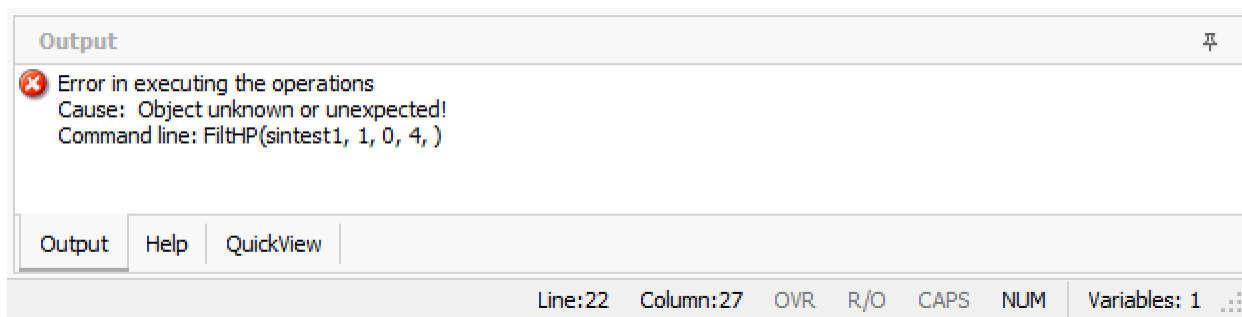 Output
Error in executing the operations
Cause:  Object unknown or unexpected!
Command line: FiltHP(sintest1, 1, 0, 4, )
Output Help QuickView
Line:22 Column:27 OVR R/O CAPS NUM Variables: 1